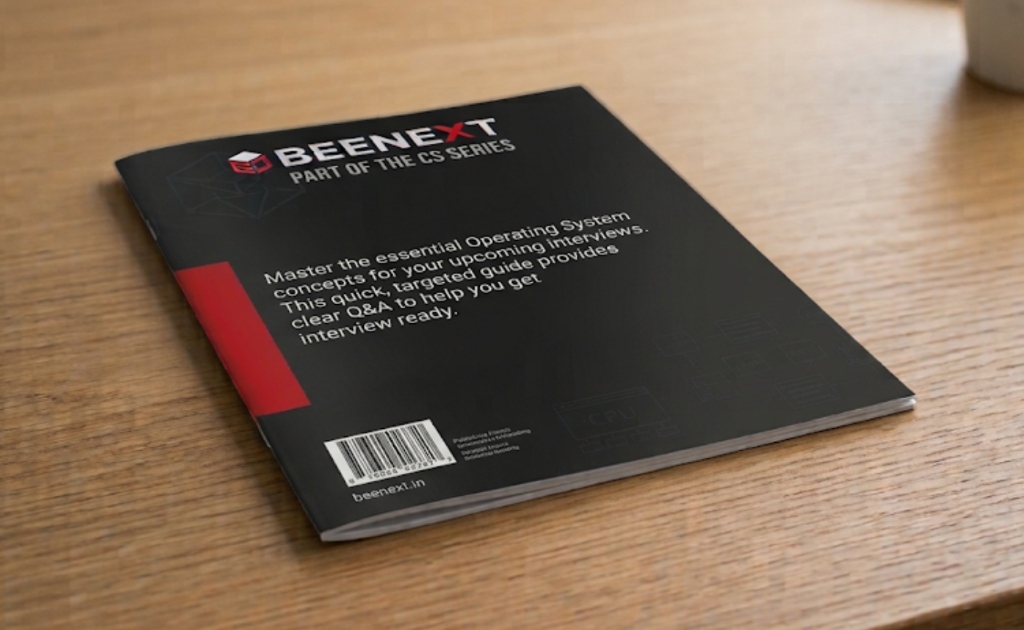 BEENEXT
PART OF THE CS SERIES
Master the essential Operating System
concepts for your upcoming interviews.
This quick, targeted guide provides
clear Q&A to help you get
interview ready.
CPU
beenext.in